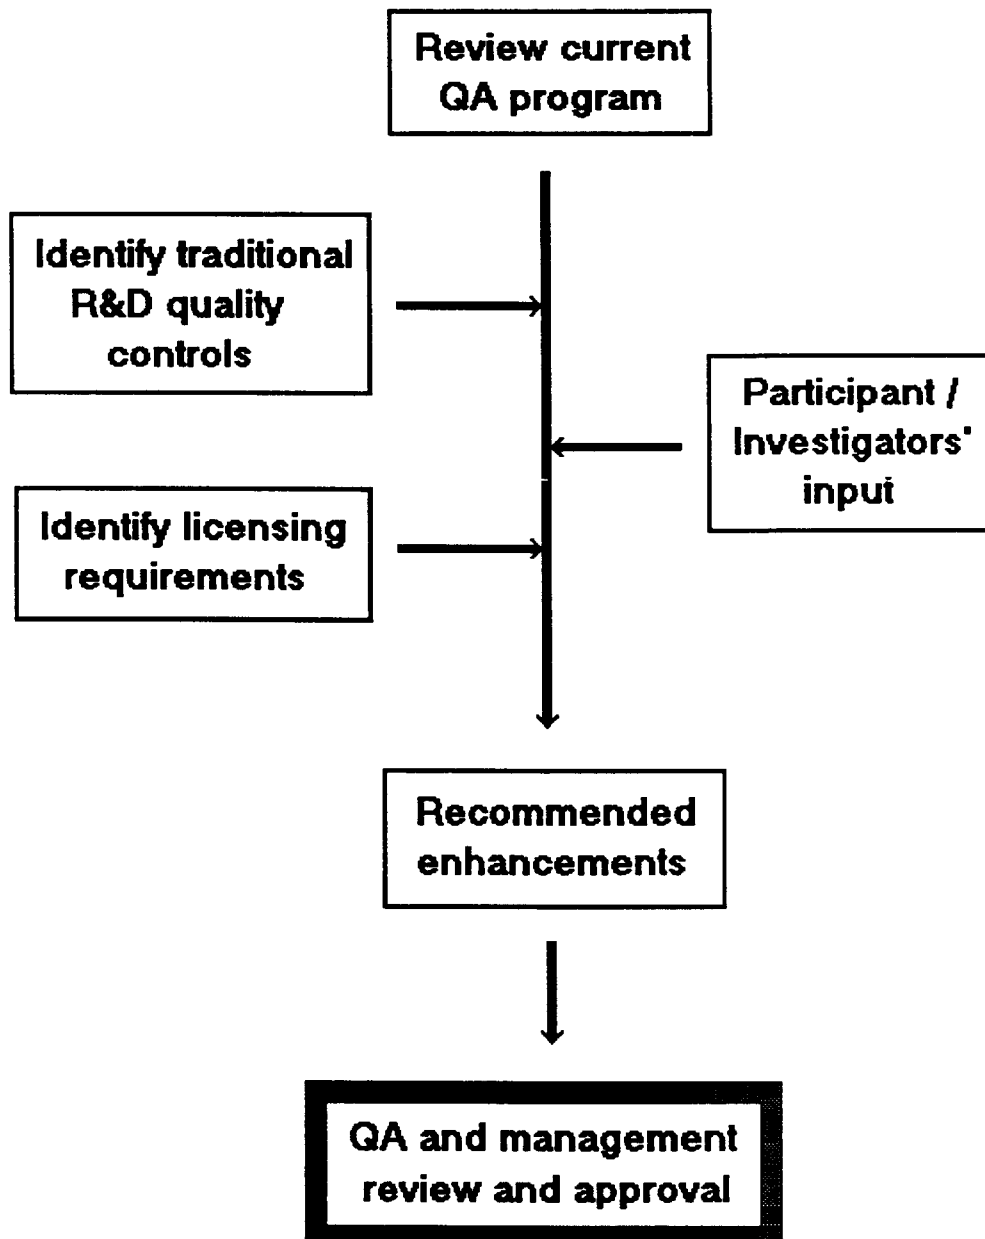 Review current
QA program
Identify traditional
R&D quality
controls
Participant /
Investigators'
input
Identify licensing
requirements
Recommended
enhancements
QA and management
review and approval